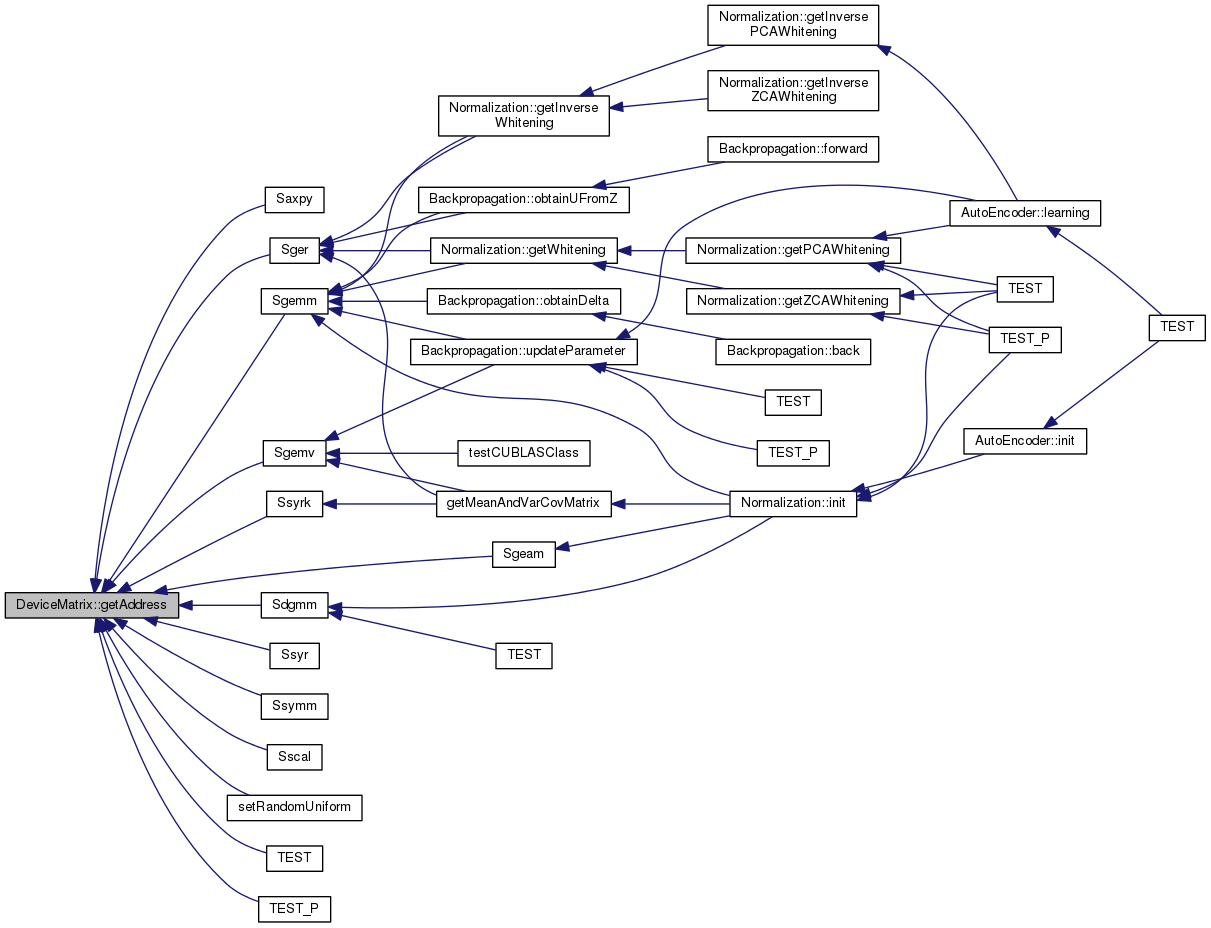 Normalization::getInverse
PCAWhitening
Normalization::getInverse
ZCAWhitening
Normalization::getInverse
Whitening
Backpropagation::forward
Saxpy
Backpropagation::obtainUFromZ
AutoEncoder::learning
Sger
Normalization::getWhitening
Normalization::getPCAWhitening
TEST
Sgemm
Backpropagation::obtainDelta
Normalization::getZCAWhitening
TEST
TEST_P
Backpropagation::updateParameter
Backpropagation::back
TEST
AutoEncoder::init
Sgemv
testCUBLASClass
TEST_P
Ssyrk
getMeanAndVarCovMatrix
Normalization::init
Sgeam
DeviceMatrix::getAddress
Sdgmm
Ssyr
TEST
Ssymm
Sscal
setRandomUniform
TEST
TEST_P